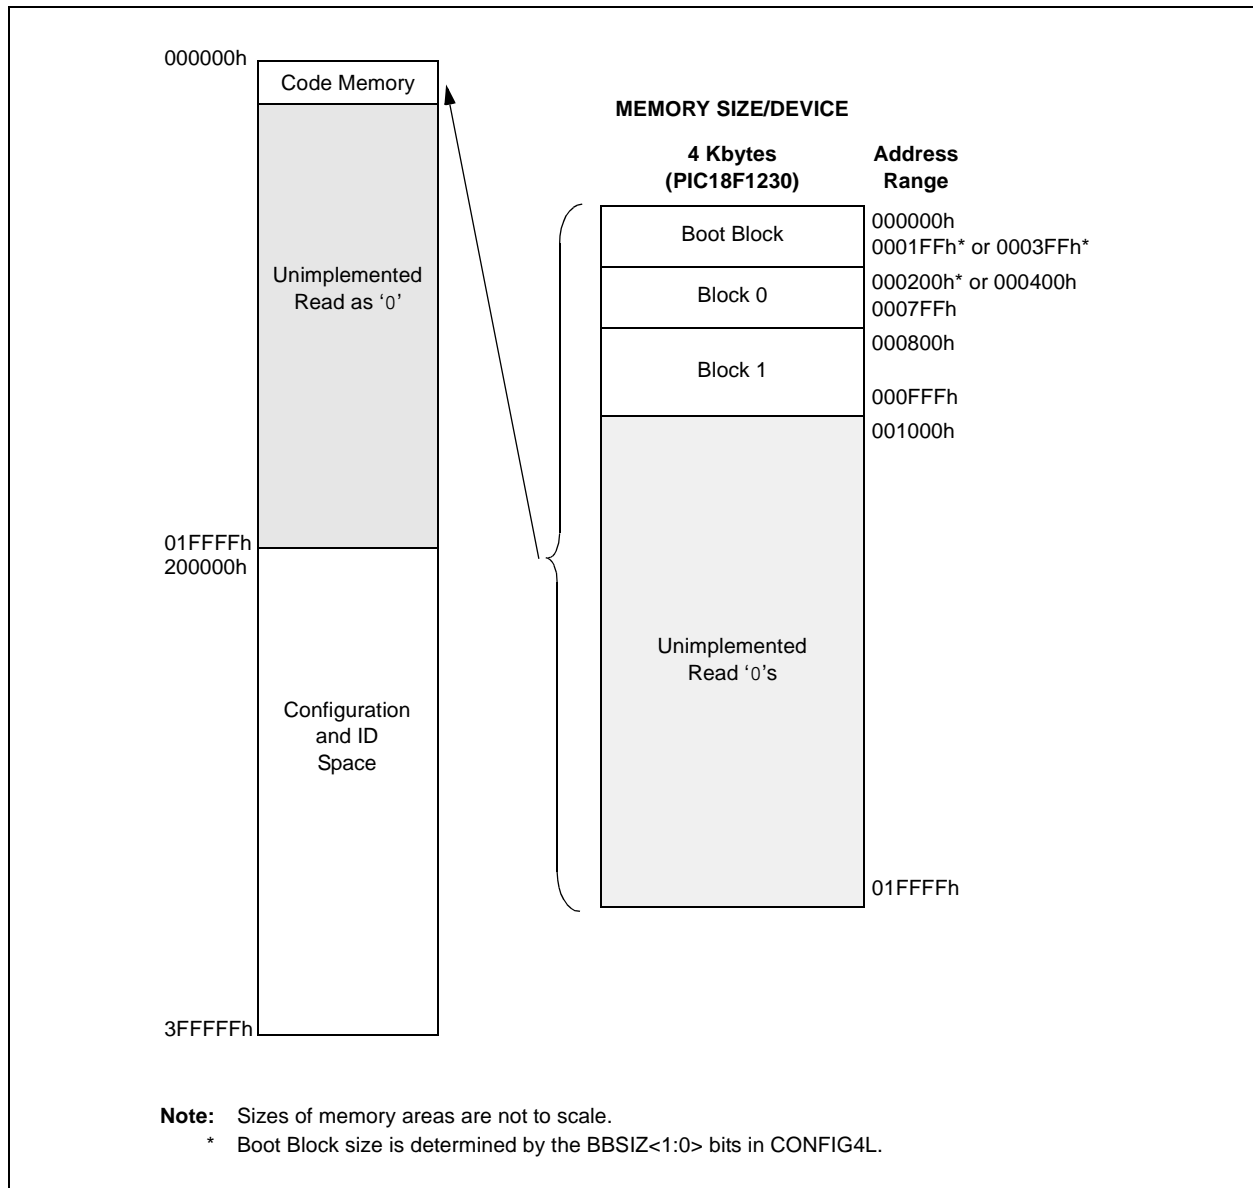 000000h
Code Memory
Unimplemented
Read as ‘0’
01FFFFh
200000h
Configuration
and ID
Space
3FFFFFh
MEMORY SIZE/DEVICE
4 Kbytes
(PIC18F1230)
Address
Range
Boot Block
000000h
0001FFh* or 0003FFh*
Block 0
000200h* or 000400h
0007FFh
Block 1
000800h
000FFFh
001000h
Unimplemented
Read ‘0’s
01FFFFh
Note: Sizes of memory areas are not to scale.
* Boot Block size is determined by the BBSIZ<1:0> bits in CONFIG4L.